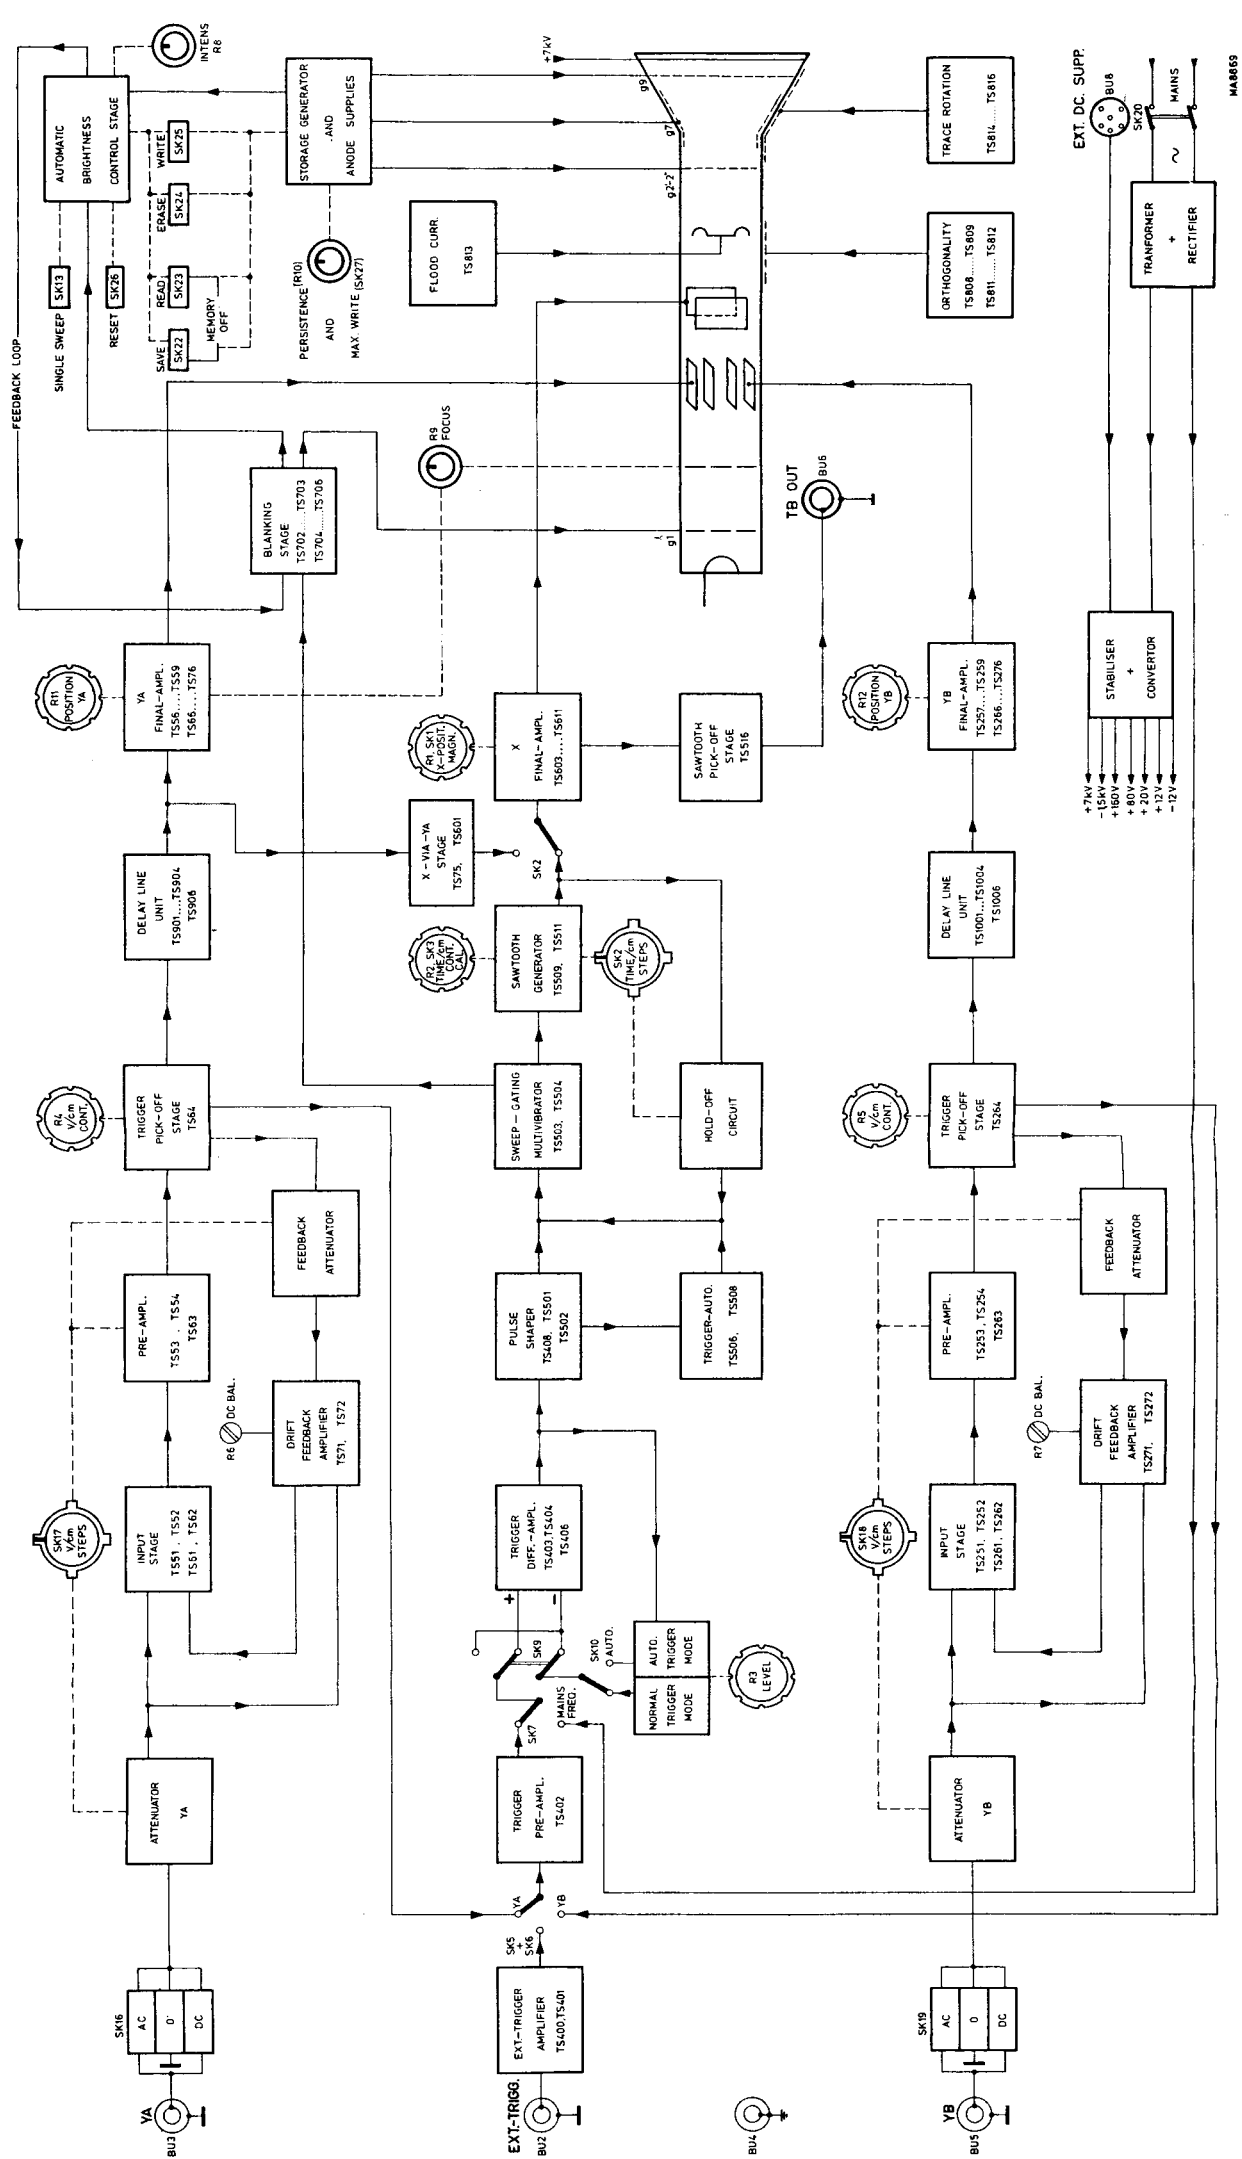 YA
BU3
SK16
AC
0
DC
ATTENUATOR
YA
SK17
V/cm
STEPS
INPUT
STAGE
TS51, TS52
TS61, TS62
R6
DC BAL.
DRIFT
FEEDBACK
AMPLIFIER
TS71, TS72
PRE-AMPL.
TS53, TS54
TS63
FEEDBACK
ATTENUATOR
R4
V/cm
CONT.
TRIGGER
PICK-OFF
STAGE
TS64
DELAY LINE
UNIT
TS901...TS904
TS906
R11
POSITION
YA
YA
FINAL-AMPL.
TS56....TS59
TS66....TS76
FEEDBACK LOOP
BLANKING
STAGE
TS702....TS703
TS704....TS706
SINGLE SWEEP
SK13
RESET
SK26
AUTOMATIC
BRIGHTNESS
CONTROL STAGE
INTENS
R8
SAVE
SK22
READ
SK23
MEMORY
OFF
ERASE
SK24
WRITE
SK25
PERSISTENCE (R10)
AND
MAX. WRITE (SK27)
STORAGE GENERATOR
AND
ANODE SUPPLIES
EXT.-TRIGG.
BU2
EXT.-TRIGGER
AMPLIFIER
TS400,TS401
SK5
+
SK6
YA
YB
TRIGGER
PRE-AMPL.
TS402
SK7
MAINS
FREQ.
SK9
SK10
AUTO.
NORMAL
TRIGGER
MODE
AUTO.
TRIGGER
MODE
R3
LEVEL
+
-
TRIGGER
DIFF.-AMPL.
TS403,TS404
TS406
PULSE
SHAPER
TS408, TS501
TS502
TRIGGER-AUTO.
TS506, TS508
SWEEP-GATING
MULTIVIBRATOR
TS503, TS504
HOLD-OFF
CIRCUIT
R2, SK3
TIME/cm
CONT.
CAL
SAWTOOTH
GENERATOR
TS509, TS511
SK2
TIME/cm
STEPS
X-VIA-YA
STAGE
TS75, TS601
SK2
R1, SK1
X-POSIT.
MAGN.
X
FINAL-AMPL.
TS603....TS611
SAWTOOTH
PICK-OFF
STAGE
TS516
TB OUT
BU6
R9
FOCUS
FLOOD CURR.
TS813
g1
g2'-2"
g7
g9
+7kV
ORTHOGONALITY
TS808....TS809
TS811......TS812
TRACE ROTATION
TS814......TS816
BU4
YB
BU5
SK19
AC
0
DC
ATTENUATOR
YB
SK18
V/cm
STEPS
INPUT
STAGE
TS251, TS252
TS261, TS262
R7
DC BAL.
DRIFT
FEEDBACK
AMPLIFIER
TS271, TS272
PRE-AMPL.
TS253, TS254
TS263
FEEDBACK
ATTENUATOR
R5
V/cm
CONT.
TRIGGER
PICK-OFF
STAGE
TS264
DELAY LINE
UNIT
TS1001...TS1004
TS1006
R12
POSITION
YB
YB
FINAL-AMPL.
TS257...TS259
TS266....TS276
+7kV
-1,5kV
+160V
+80V
+20V
+12V
-12V
STABILISER
+
CONVERTOR
TRANFORMER
+
RECTIFIER
EXT. DC. SUPP.
BU8
SK20
MAINS
~
MA8869